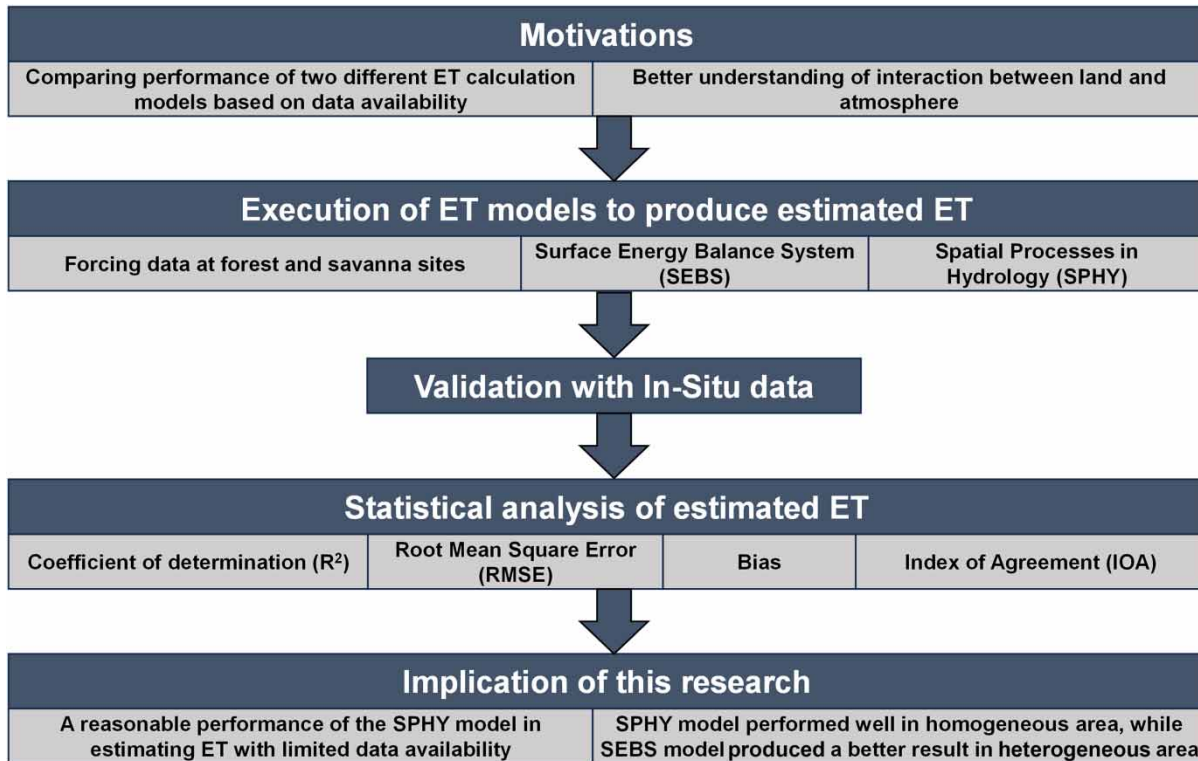 Motivations
Comparing performance of two different ET calculation
models based on data availability
Better understanding of interaction between land and
atmosphere
Execution of ET models to produce estimated ET
Forcing data at forest and savanna sites
Surface Energy Balance System
(SEBS)
Spatial Processes in
Hydrology (SPHY)
Validation with In-Situ data
Statistical analysis of estimated ET
Coefficient of determination (R²)
Root Mean Square Error
(RMSE)
Bias
Index of Agreement (IOA)
Implication of this research
A reasonable performance of the SPHY model in
estimating ET with limited data availability
SPHY model performed well in homogeneous area, while
SEBS model produced a better result in heterogeneous area